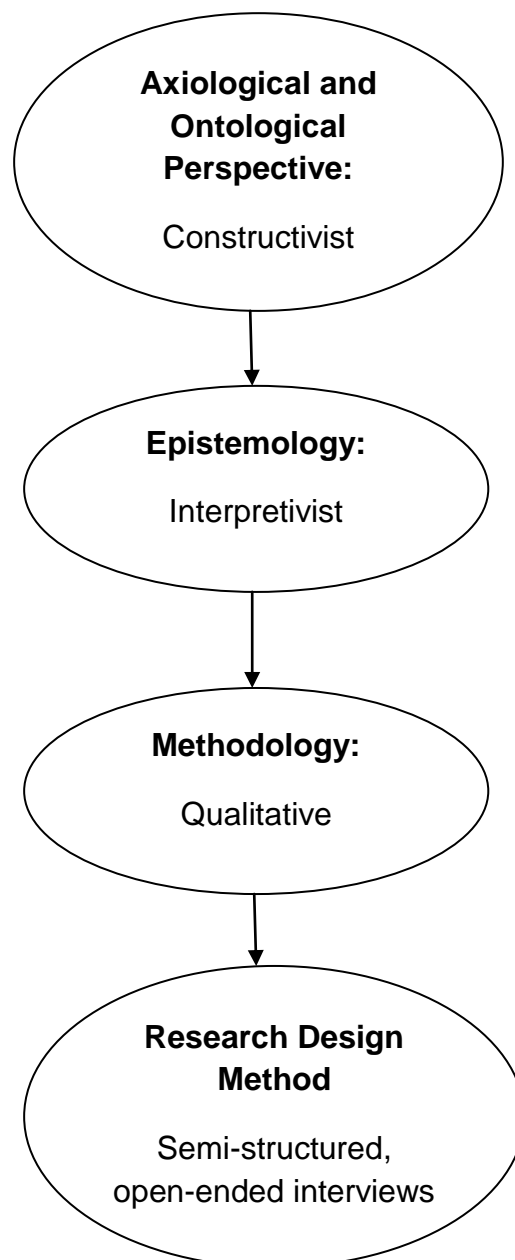 Axiological and
Ontological
Perspective:
Constructivist
Epistemology:
Interpretivist
Methodology:
Qualitative
Research Design
Method
Semi-structured,
open-ended interviews